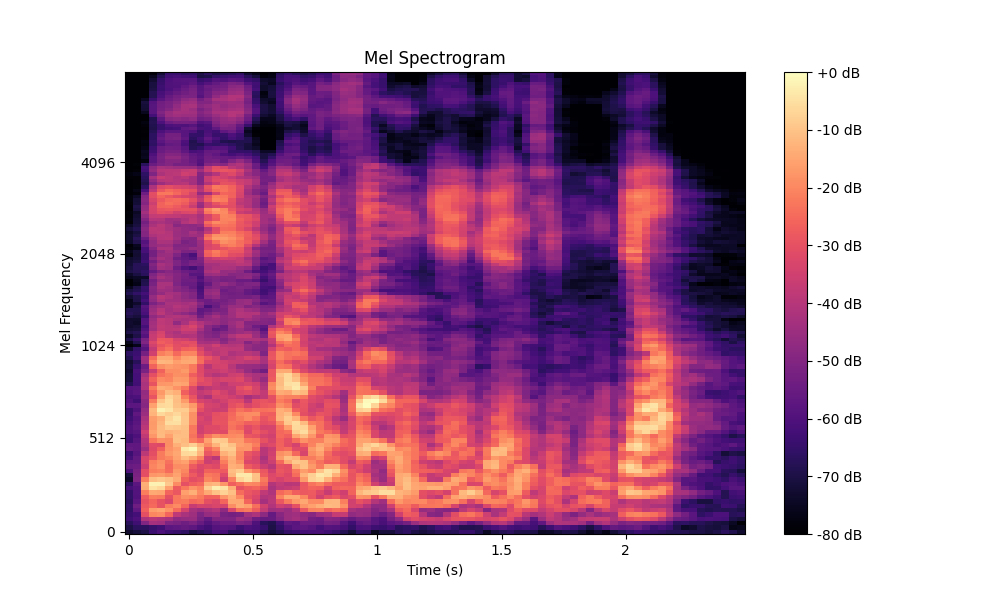 Mel Spectrogram
+0 dB
-10 dB
-20 dB
-30 dB
-40 dB
-50 dB
-60 dB
-70 dB
-80 dB
4096
2048
1024
512
0
Mel Frequency
0 0.5 1 1.5 2
Time (s)